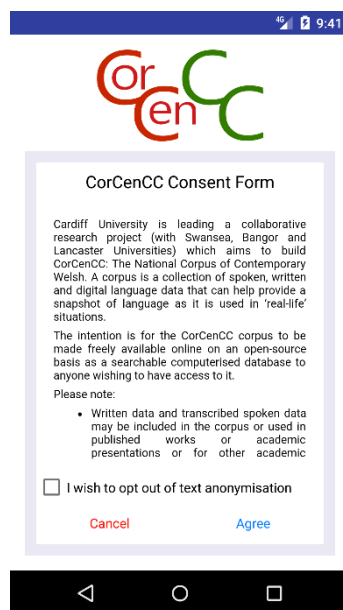 4G 9:41
Cor
Cen CC
CorCenCC Consent Form
Cardiff University is leading a collaborative
research project (with Swansea, Bangor and
Lancaster Universities) which aims to build
CorCenCC: The National Corpus of Contemporary
Welsh. A corpus is a collection of spoken, written
and digital language data that can help provide a
snapshot of language as it is used in ‘real-life’
situations.
The intention is for the CorCenCC corpus to be
made freely available online on an open-source
basis as a searchable computerised database to
anyone wishing to have access to it.
Please note:
• Written data and transcribed spoken data
may be included in the corpus or used in
published works or academic
presentations or for other academic
I wish to opt out of text anonymisation
Cancel Agree